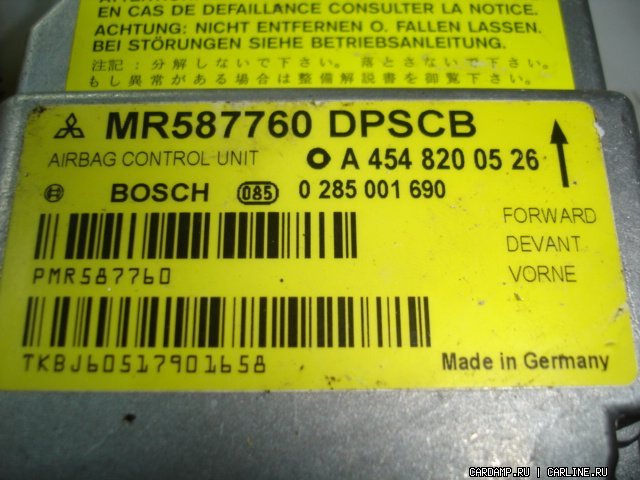 EN CAS DE DEFAILLANCE CONSULTER LA NOTICE.
ACHTUNG: NICHT ENTFERNEN O. FALLEN LASSEN.
BEI STÖRUNGEN SIEHE BETRIEBSANLEITUNG.
注記:分解しないで下さい。落とさないで下さい。
もし異常がある場合は整備解説書を御覧下さい。
MR587760 DPSCB
AIRBAG CONTROL UNIT A 454 820 05 26
BOSCH 085 0 285 001 690
FORWARD
DEVANT
VORNE
PMR587760
TKBJ60517901658
Made in Germany
CARDAMP.RU | CARLINE.RU